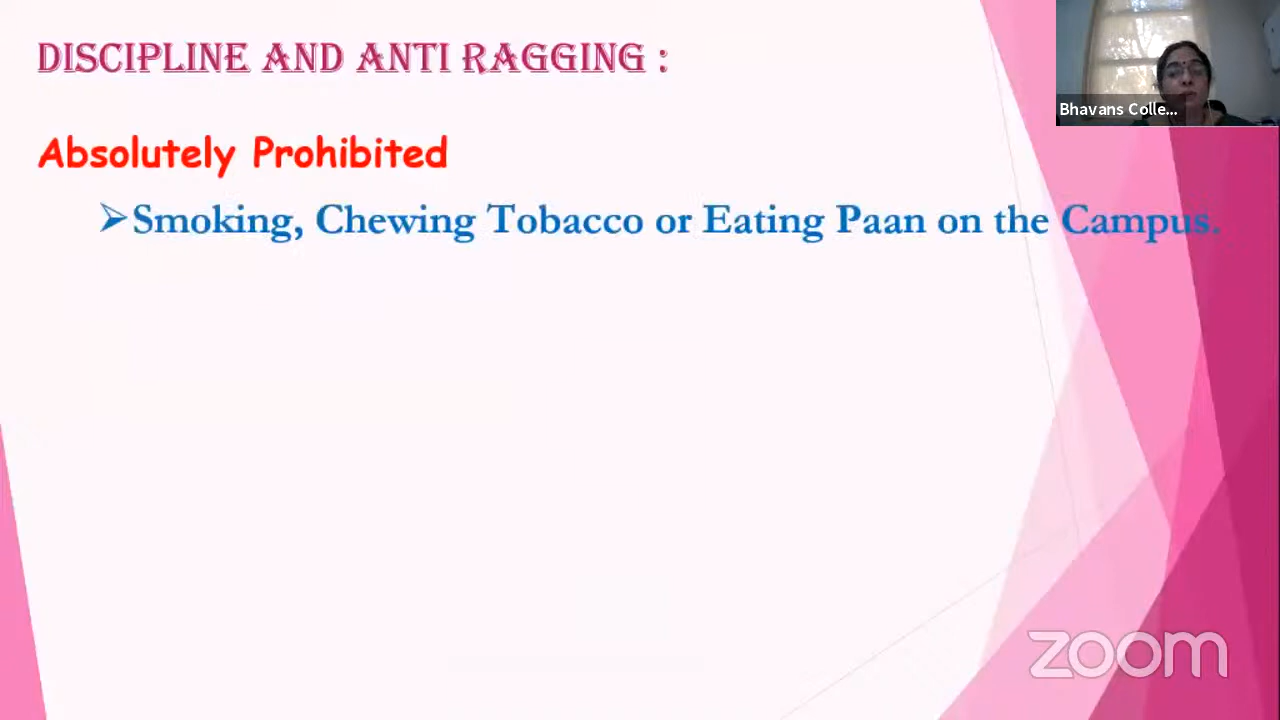 DISCIPLINE AND ANTI RAGGING :
Bhavans Colle...
Absolutely Prohibited
➢Smoking, Chewing Tobacco or Eating Paan on the Campus.
zoom